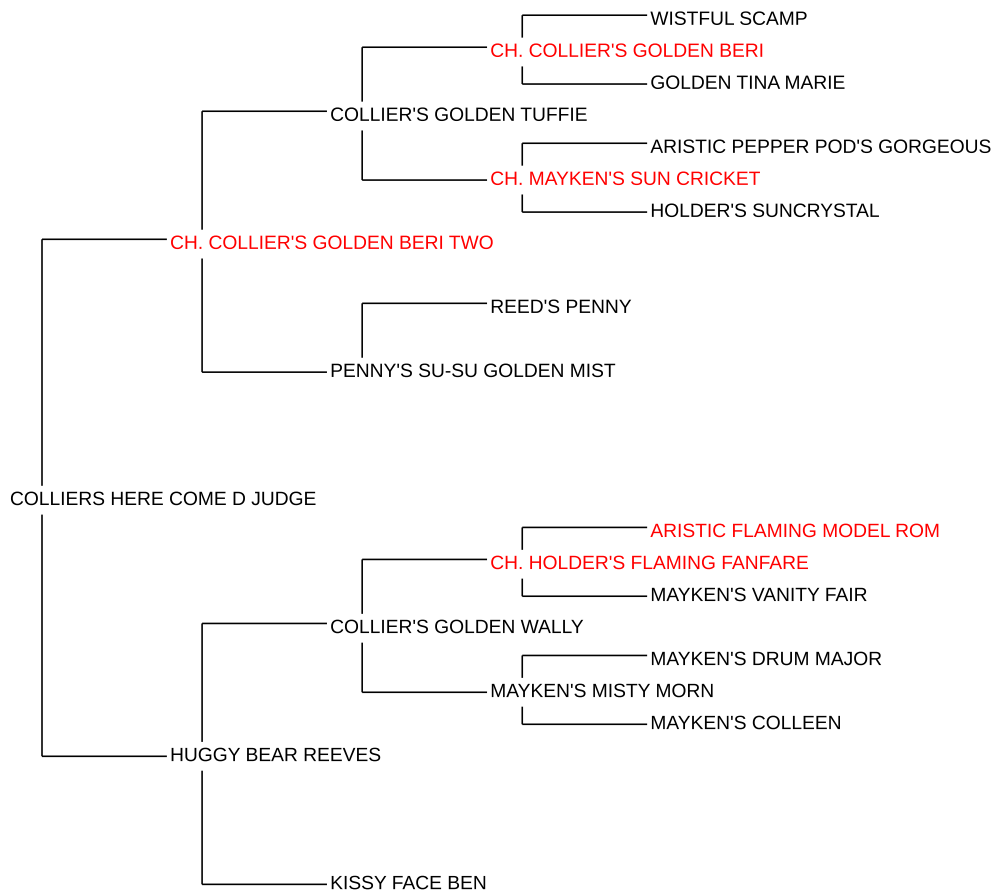 WISTFUL SCAMP
CH. COLLIER'S GOLDEN BERI
GOLDEN TINA MARIE
COLLIER'S GOLDEN TUFFIE
ARISTIC PEPPER POD'S GORGEOUS
CH. MAYKEN'S SUN CRICKET
HOLDER'S SUNCRYSTAL
CH. COLLIER'S GOLDEN BERI TWO
REED'S PENNY
PENNY'S SU-SU GOLDEN MIST
COLLIERS HERE COME D JUDGE
ARISTIC FLAMING MODEL ROM
CH. HOLDER'S FLAMING FANFARE
MAYKEN'S VANITY FAIR
COLLIER'S GOLDEN WALLY
MAYKEN'S DRUM MAJOR
MAYKEN'S MISTY MORN
MAYKEN'S COLLEEN
HUGGY BEAR REEVES
KISSY FACE BEN